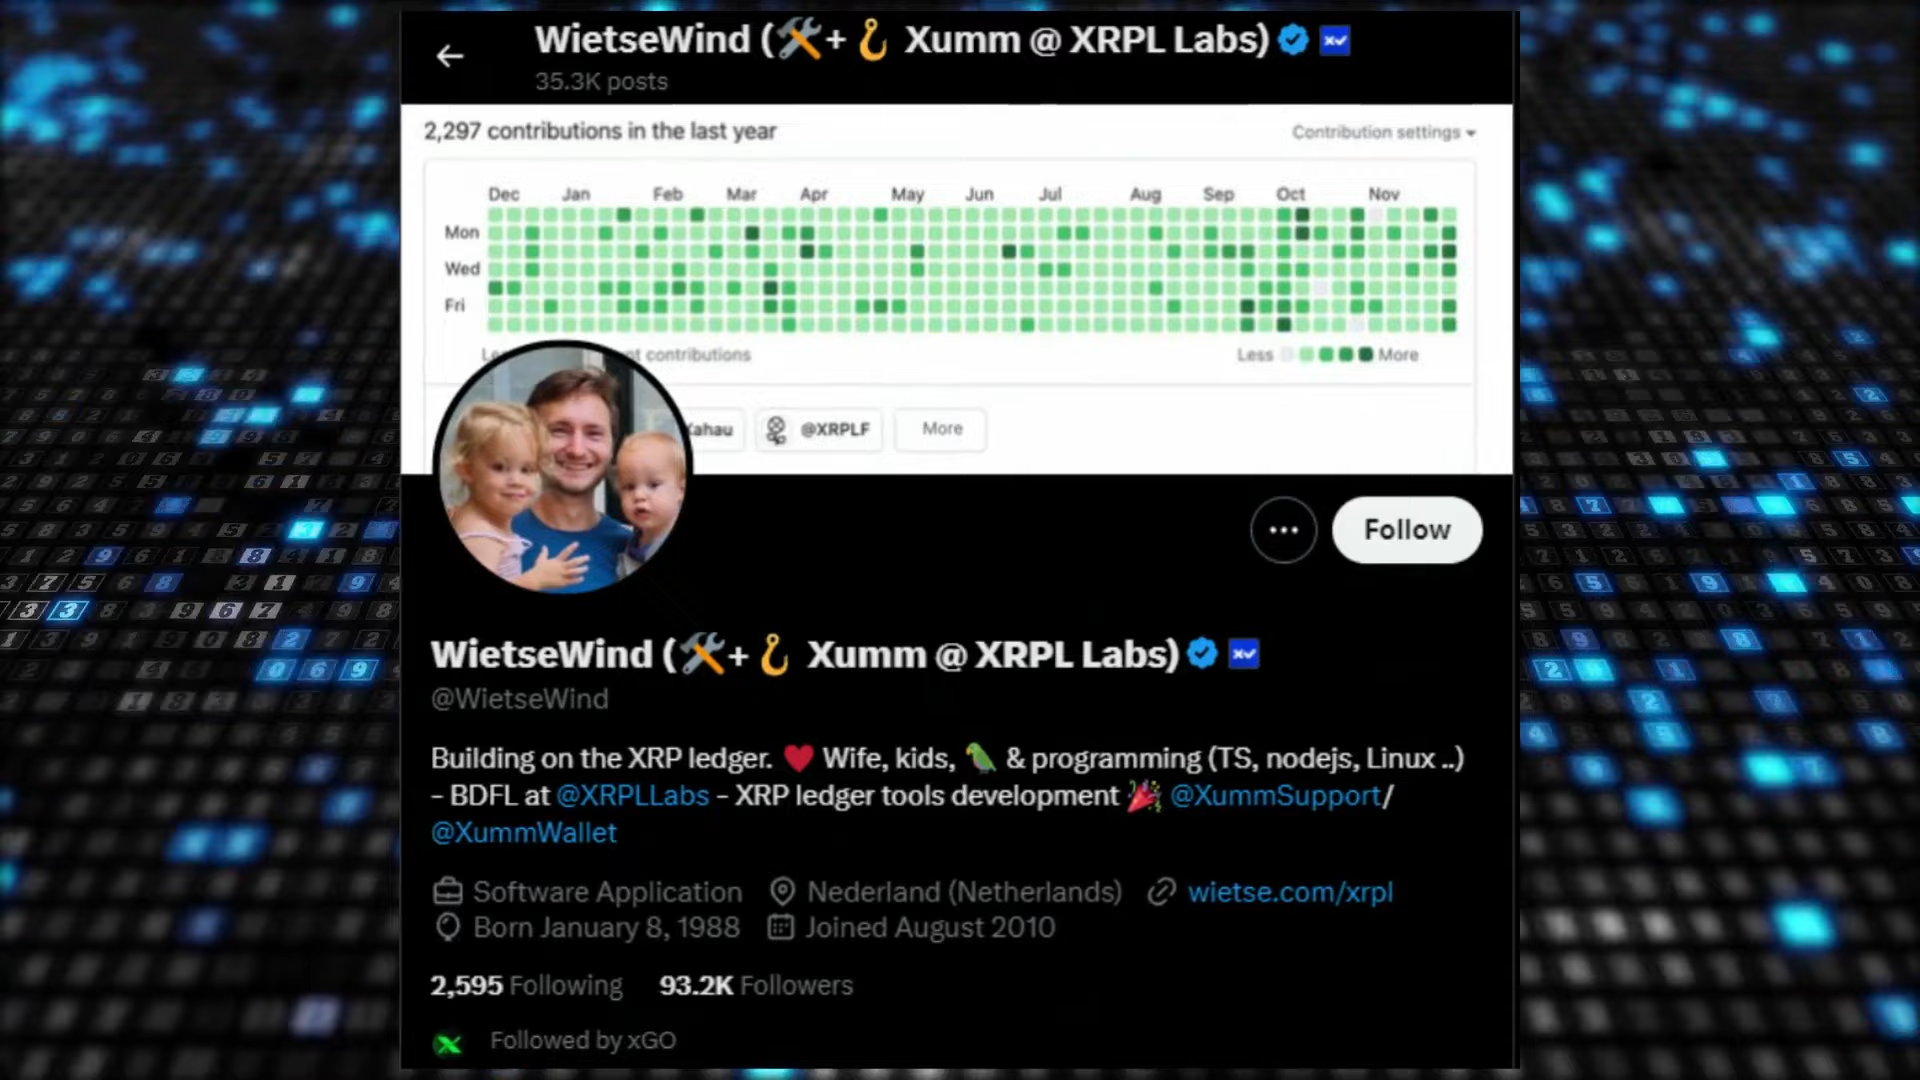 WietseWind (🛠️+ 🪝 Xumm @ XRPL Labs)
35.3K posts
2,297 contributions in the last year
Contribution settings
Dec Jan Feb Mar Apr May Jun Jul Aug Sep Oct Nov
Mon
Wed
Fri
contributions
Less More
@XRPLF More
Follow
WietseWind (🛠️+ 🪝 Xumm @ XRPL Labs)
@WietseWind
Building on the XRP ledger. ❤️ Wife, kids, 🦜 & programming (TS, nodejs, Linux ..)
- BDFL at @XRPLLabs - XRP ledger tools development 🎉 @XummSupport/
@XummWallet
Software Application Nederland (Netherlands) wietse.com/xrpl
Born January 8, 1988 Joined August 2010
2,595 Following 93.2K Followers
Followed by xGO